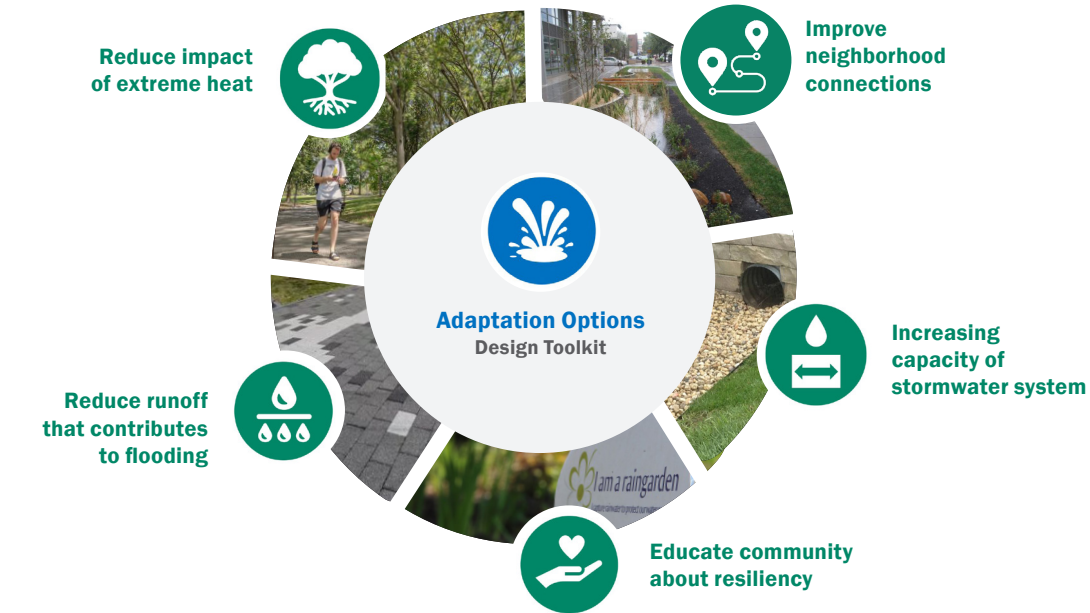 Reduce impact
of extreme heat
Improve
neighborhood
connections
Adaptation Options
Design Toolkit
Increasing
capacity of
stormwater system
Reduce runoff
that contributes
to flooding
I am a raingarden
Educate community
about resiliency